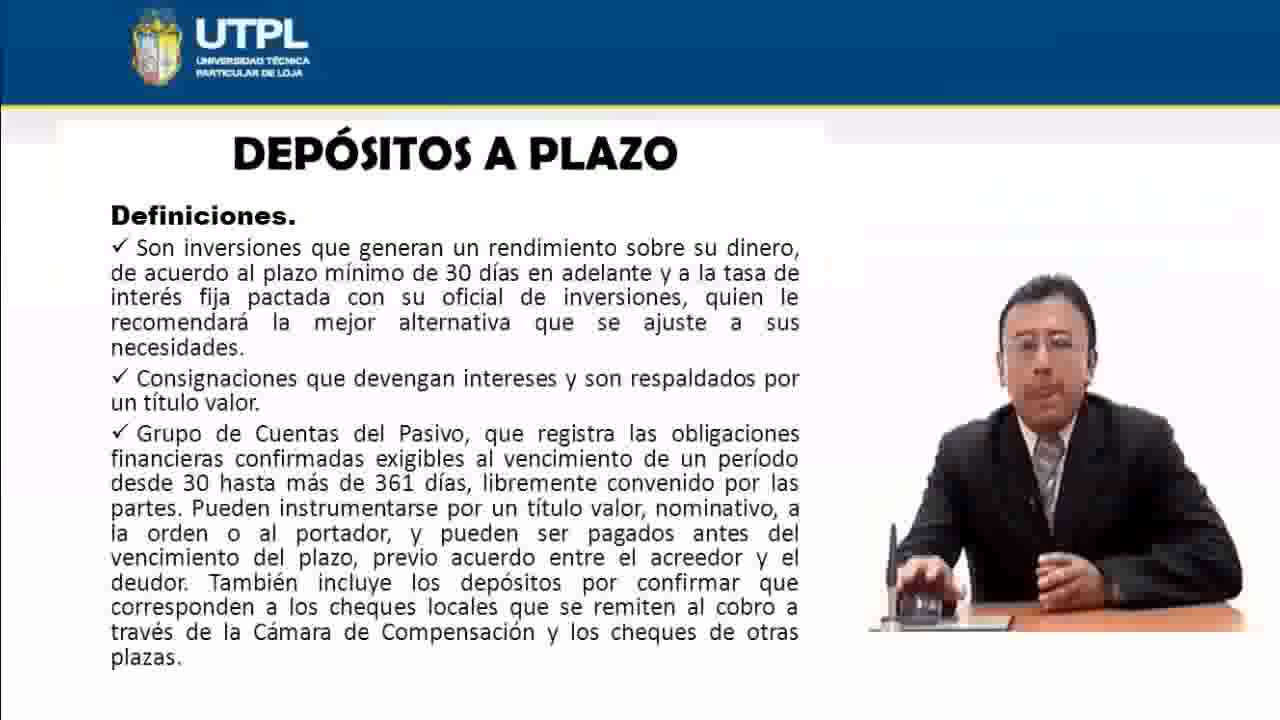 UTPL
UNIVERSIDAD TÉCNICA
PARTICULAR DE LOJA
DEPÓSITOS A PLAZO
Definiciones.
✓ Son inversiones que generan un rendimiento sobre su dinero,
de acuerdo al plazo mínimo de 30 días en adelante y a la tasa de
interés fija pactada con su oficial de inversiones, quien le
recomendará la mejor alternativa que se ajuste a sus
necesidades.
✓ Consignaciones que devengan intereses y son respaldados por
un título valor.
✓ Grupo de Cuentas del Pasivo, que registra las obligaciones
financieras confirmadas exigibles al vencimiento de un período
desde 30 hasta más de 361 días, libremente convenido por las
partes. Pueden instrumentarse por un título valor, nominativo, a
la orden o al portador, y pueden ser pagados antes del
vencimiento del plazo, previo acuerdo entre el acreedor y el
deudor. También incluye los depósitos por confirmar que
corresponden a los cheques locales que se remiten al cobro a
través de la Cámara de Compensación y los cheques de otras
plazas.